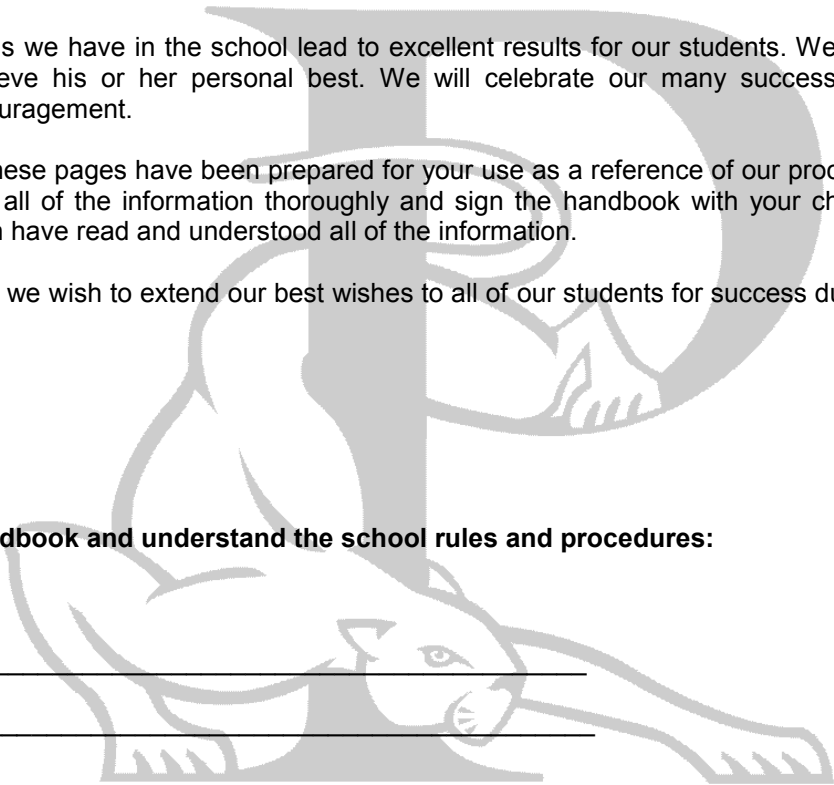 s we have in the school lead to excellent results for our students. We
eve his or her personal best. We will celebrate our many success
uragement.
hese pages have been prepared for your use as a reference of our proc
all of the information thoroughly and sign the handbook with your ch
have read and understood all of the information.
we wish to extend our best wishes to all of our students for success du
dbook and understand the school rules and procedures:
P